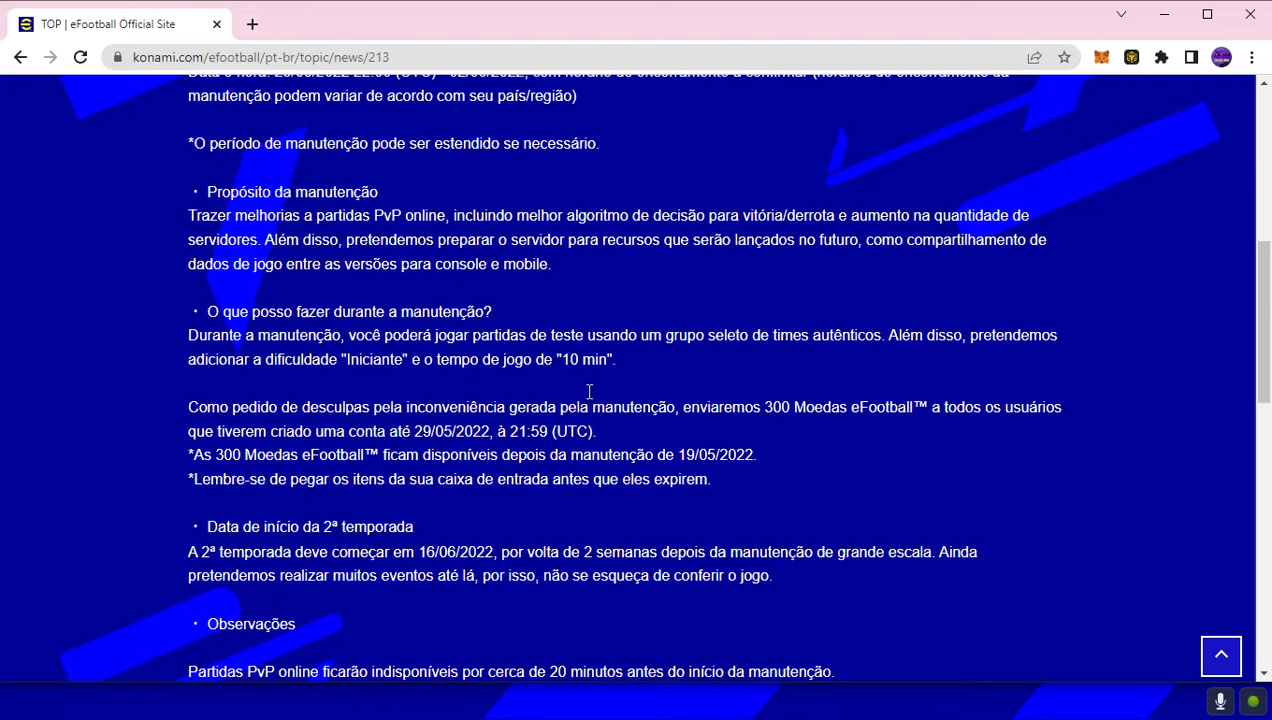 TOP | eFootball Official Site
konami.com/efootball/pt-br/topic/news/213
manutenção podem variar de acordo com seu país/região)
*O período de manutenção pode ser estendido se necessário.
・ Propósito da manutenção
Trazer melhorias a partidas PvP online, incluindo melhor algoritmo de decisão para vitória/derrota e aumento na quantidade de
servidores. Além disso, pretendemos preparar o servidor para recursos que serão lançados no futuro, como compartilhamento de
dados de jogo entre as versões para console e mobile.
・ O que posso fazer durante a manutenção?
Durante a manutenção, você poderá jogar partidas de teste usando um grupo seleto de times autênticos. Além disso, pretendemos
adicionar a dificuldade "Iniciante" e o tempo de jogo de "10 min".
Como pedido de desculpas pela inconveniência gerada pela manutenção, enviaremos 300 Moedas eFootball™ a todos os usuários
que tiverem criado uma conta até 29/05/2022, à 21:59 (UTC).
*As 300 Moedas eFootball™ ficam disponíveis depois da manutenção de 19/05/2022.
*Lembre-se de pegar os itens da sua caixa de entrada antes que eles expirem.
・ Data de início da 2ª temporada
A 2ª temporada deve começar em 16/06/2022, por volta de 2 semanas depois da manutenção de grande escala. Ainda
pretendemos realizar muitos eventos até lá, por isso, não se esqueça de conferir o jogo.
・ Observações
Partidas PvP online ficarão indisponíveis por cerca de 20 minutos antes do início da manutenção.